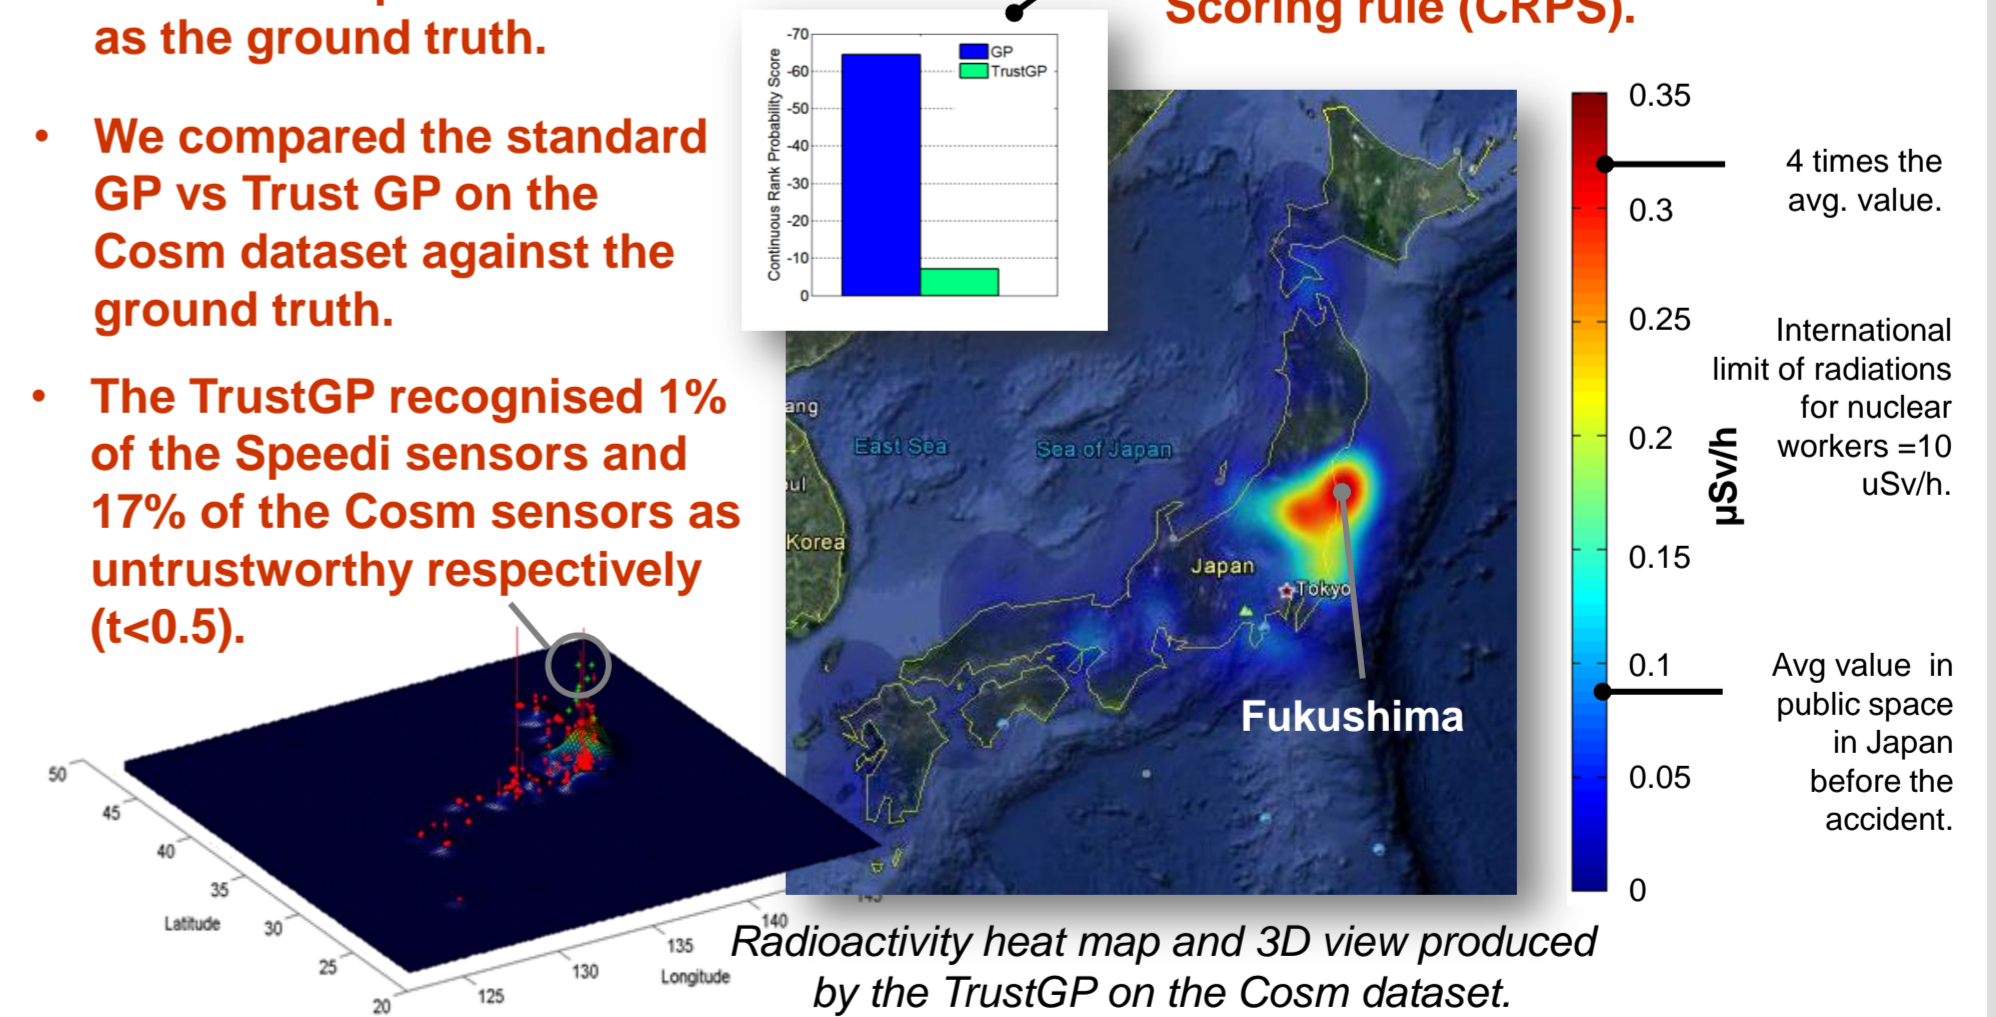 as the ground truth.
• We compared the standard
GP vs Trust GP on the
Cosm dataset against the
ground truth.
• The TrustGP recognised 1%
of the Speedi sensors and
17% of the Cosm sensors as
untrustworthy respectively
(t<0.5).
Scoring rule (CRPS).
Continuous Rank Probability Score
-70
-60
-50
-40
-30
-20
-10
0
GP
TrustGP
ang
East Sea
Sea of Japan
ul
Korea
Japan
Tokyo
Fukushima
0.35
0.3
0.25
0.2
0.15
0.1
0.05
0
µSv/h
4 times the
avg. value.
International
limit of radiations
for nuclear
workers =10
uSv/h.
Avg value in
public space
in Japan
before the
accident.
50
45
40
35
30
25
20
Latitude
125
130
135
140
145
Longitude
Radioactivity heat map and 3D view produced
by the TrustGP on the Cosm dataset.